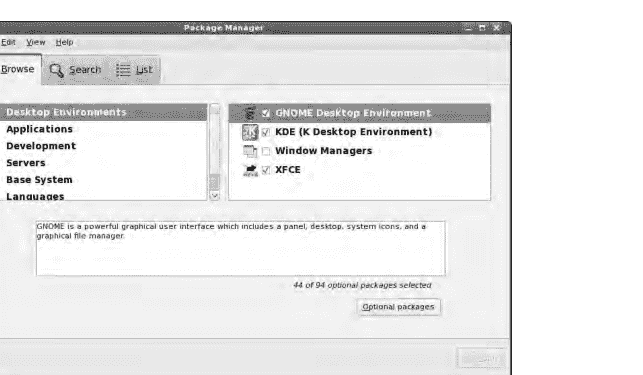 Package Manager
Edit View Help
Browse Search List
Desktop Environments
Applications
Development
Servers
Base System
Languages
GNOME Desktop Environment
KDE (K Desktop Environment)
Window Managers
XFCE
GNOME is a powerful graphical user interface which includes a panel, desktop, system icons, and a
graphical file manager.
44 of 94 optional packages selected
Optional packages